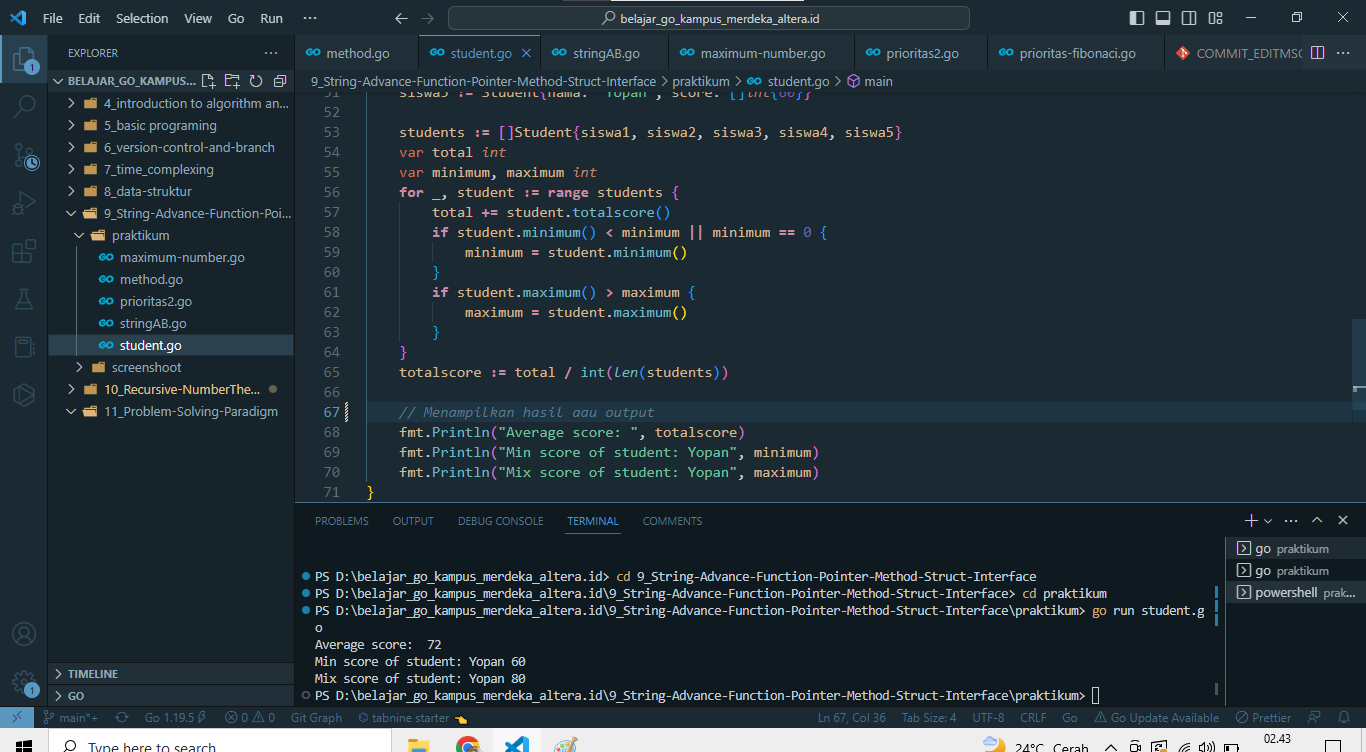 File Edit Selection View Go Run ··· belajar_go_kampus_merdeka_altera.id
EXPLORER ···
BELAJAR_GO_KAMPUS...
4_introduction to algorithm an...
5_basic programing
6_version-control-and-branch
7_time_complexing
8_data-struktur
9_String-Advance-Function-Poi...
praktikum
maximum-number.go
method.go
prioritas2.go
stringAB.go
student.go
screenshoot
10_Recursive-NumberThe...
11_Problem-Solving-Paradigm
TIMELINE
GO
method.go student.go stringAB.go maximum-number.go prioritas2.go prioritas-fibonaci.go COMMIT_EDITMSG
9_String-Advance-Function-Pointer-Method-Struct-Interface > praktikum > student.go > main
51 siswa5 := Student{nama: "Yopan", score: []int{60}}
52
53 students := []Student{siswa1, siswa2, siswa3, siswa4, siswa5}
54 var total int
55 var minimum, maximum int
56 for _, student := range students {
57 total += student.totalscore()
58 if student.minimum() < minimum || minimum == 0 {
59 minimum = student.minimum()
60 }
61 if student.maximum() > maximum {
62 maximum = student.maximum()
63 }
64 }
65 totalscore := total / int(len(students))
66
67 // Menampilkan hasil aau output
68 fmt.Println("Average score: ", totalscore)
69 fmt.Println("Min score of student: Yopan", minimum)
70 fmt.Println("Mix score of student: Yopan", maximum)
71 }
PROBLEMS OUTPUT DEBUG CONSOLE TERMINAL COMMENTS
PS D:\belajar_go_kampus_merdeka_altera.id> cd 9_String-Advance-Function-Pointer-Method-Struct-Interface
PS D:\belajar_go_kampus_merdeka_altera.id\9_String-Advance-Function-Pointer-Method-Struct-Interface> cd praktikum
PS D:\belajar_go_kampus_merdeka_altera.id\9_String-Advance-Function-Pointer-Method-Struct-Interface\praktikum> go run student.g
o
Average score:  72
Min score of student: Yopan 60
Mix score of student: Yopan 80
PS D:\belajar_go_kampus_merdeka_altera.id\9_String-Advance-Function-Pointer-Method-Struct-Interface\praktikum>
go praktikum
go praktikum
powershell prak...
1
1
main*+ Go 1.19.5 0 0 Git Graph tabnine starter Ln 67, Col 36 Tab Size: 4 UTF-8 CRLF Go Go Update Available Prettier
Type here to search 24°C Cerah 02.43